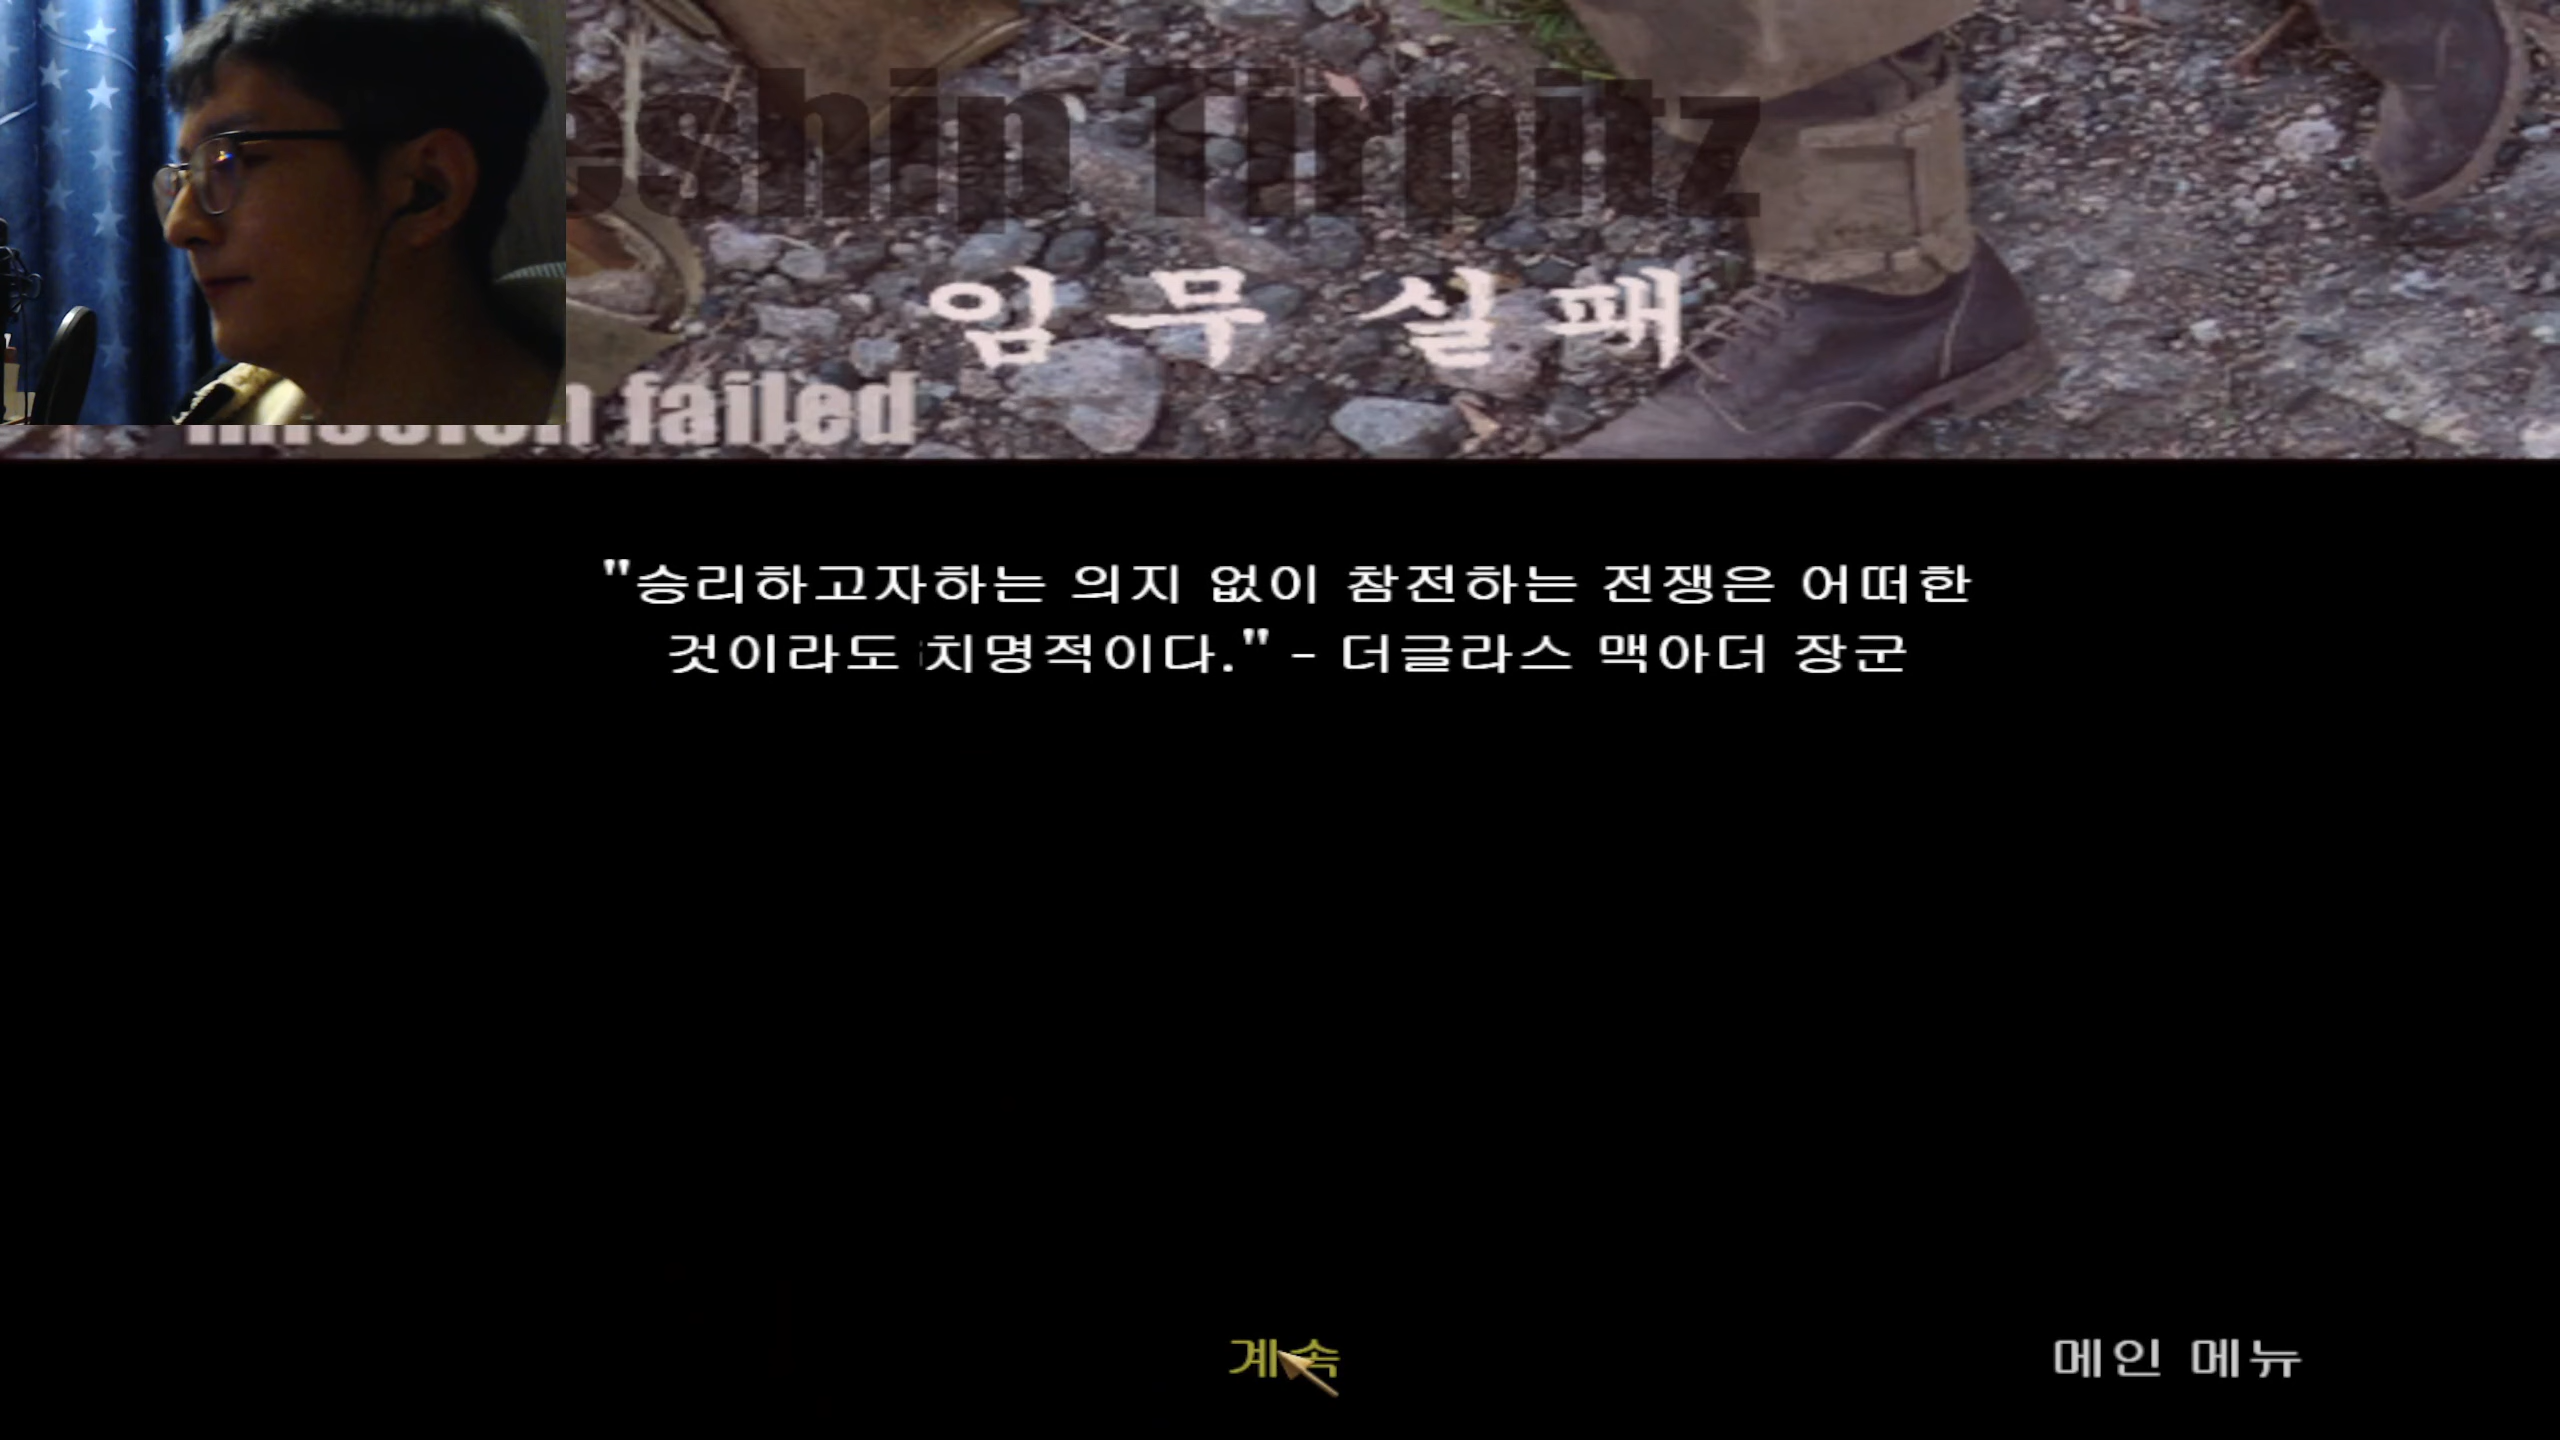 Tirpitz
임무 실패
failed
"승리하고자하는 의지 없이 참전하는 전쟁은 어떠한
것이라도 치명적이다." - 더글라스 맥아더 장군
계속
메인 메뉴